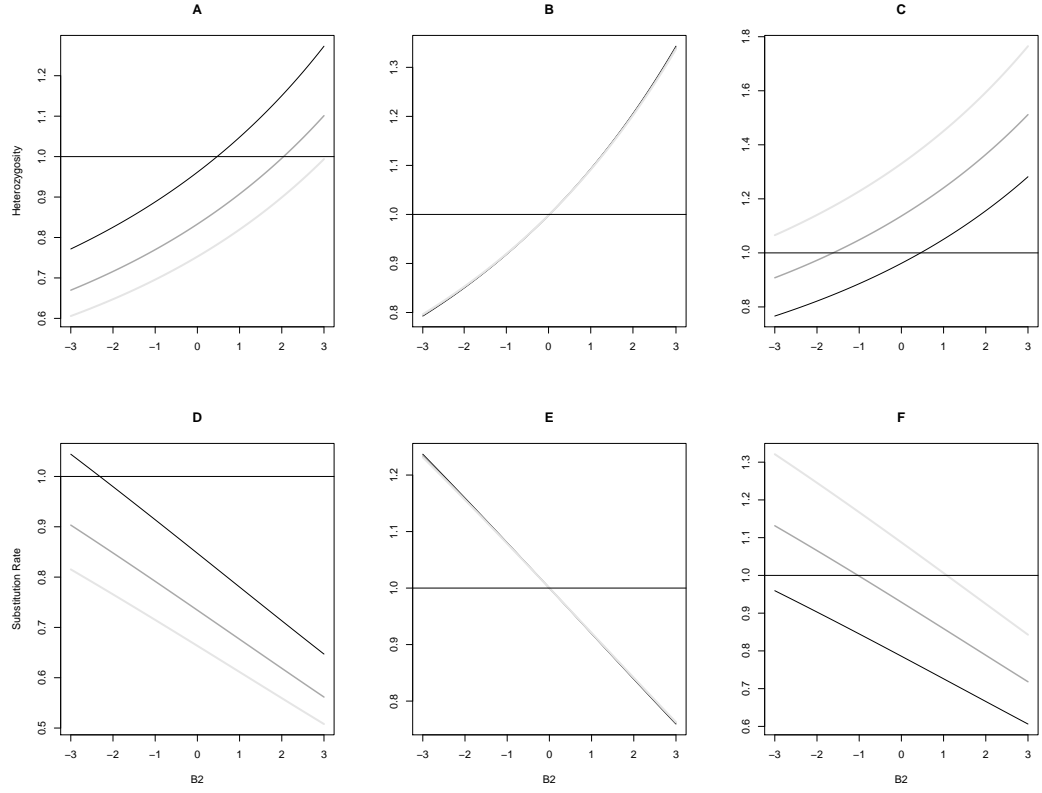 A
B
C
Heterozygosity
0.6 0.7 0.8 0.9 1.0 1.1 1.2
−3 −2 −1 0 1 2 3
0.8 0.9 1.0 1.1 1.2 1.3
−3 −2 −1 0 1 2 3
0.8 1.0 1.2 1.4 1.6 1.8
−3 −2 −1 0 1 2 3
D
E
F
Substitution Rate
0.5 0.6 0.7 0.8 0.9 1.0
−3 −2 −1 0 1 2 3
B2
0.8 0.9 1.0 1.1 1.2
−3 −2 −1 0 1 2 3
B2
0.6 0.7 0.8 0.9 1.0 1.1 1.2 1.3
−3 −2 −1 0 1 2 3
B2